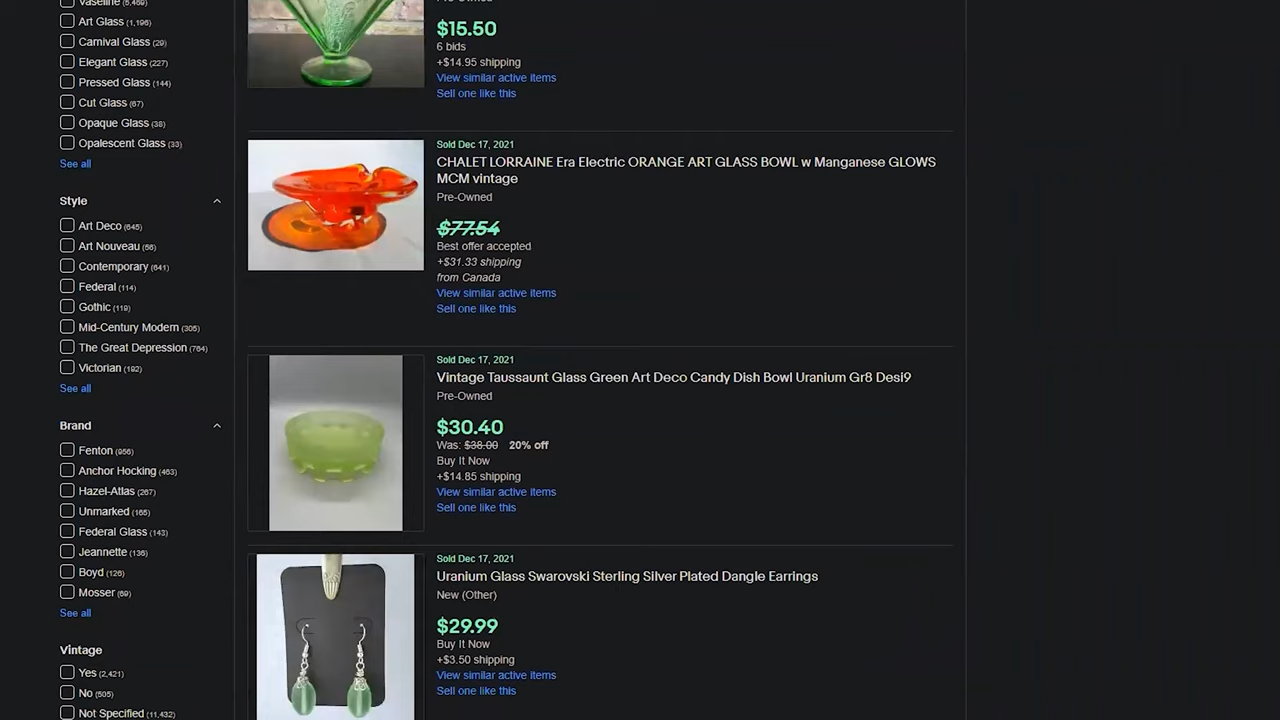 Vaseline (5,469)
Art Glass (1,196)
Carnival Glass (29)
Elegant Glass (227)
Pressed Glass (144)
Cut Glass (67)
Opaque Glass (38)
Opalescent Glass (33)
See all
Style
Art Deco (645)
Art Nouveau (56)
Contemporary (641)
Federal (114)
Gothic (119)
Mid-Century Modern (305)
The Great Depression (764)
Victorian (192)
See all
Brand
Fenton (956)
Anchor Hocking (463)
Hazel-Atlas (267)
Unmarked (165)
Federal Glass (143)
Jeannette (136)
Boyd (126)
Mosser (69)
See all
Vintage
Yes (2,421)
No (505)
Not Specified (11,432)
Pre-Owned
$15.50
6 bids
+$14.95 shipping
View similar active items
Sell one like this
Sold Dec 17, 2021
CHALET LORRAINE Era Electric ORANGE ART GLASS BOWL w Manganese GLOWS
MCM vintage
Pre-Owned
$77.54
Best offer accepted
+$31.33 shipping
from Canada
View similar active items
Sell one like this
Sold Dec 17, 2021
Vintage Taussaunt Glass Green Art Deco Candy Dish Bowl Uranium Gr8 Desi9
Pre-Owned
$30.40
Was: $38.00 20% off
Buy It Now
+$14.85 shipping
View similar active items
Sell one like this
Sold Dec 17, 2021
Uranium Glass Swarovski Sterling Silver Plated Dangle Earrings
New (Other)
$29.99
Buy It Now
+$3.50 shipping
View similar active items
Sell one like this